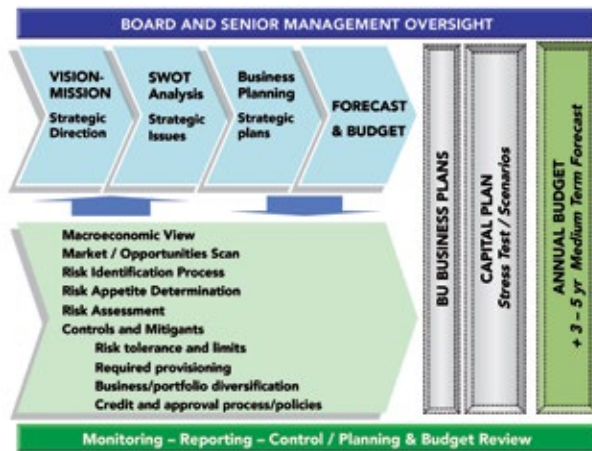 BOARD AND SENIOR MANAGEMENT OVERSIGHT
VISION-
MISSION
Strategic
Direction
SWOT
Analysis
Strategic
Issues
Business
Planning
Strategic
plans
FORECAST
& BUDGET
Macroeconomic View
Market / Opportunities Scan
Risk Identification Process
Risk Appetite Determination
Risk Assessment
Controls and Mitigants
Risk tolerance and limits
Required provisioning
Business/portfolio diversification
Credit and approval process/policies
BU BUSINESS PLANS
CAPITAL PLAN
Stress Test / Scenarios
ANNUAL BUDGET
+ 3 – 5 yr Medium Term Forecast
Monitoring – Reporting – Control / Planning & Budget Review